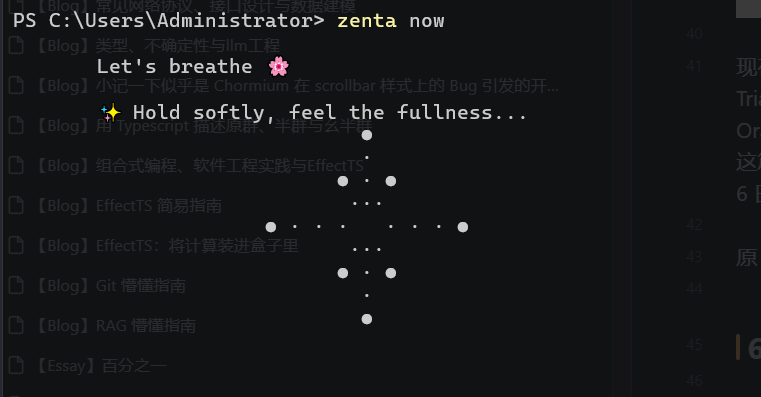 【Blog】常见网络协议、接口设计与数据建模
PS C:\Users\Administrator> zenta now
【Blog】类型、不确定性与llm工程
Let's breathe 🌸
【Blog】小记一下似乎是 Chormium 在 scrollbar 样式上的 Bug 引发的开...
✨ Hold softly, feel the fullness...
【Blog】用 Typescript 描述原群、半群与幺半群
【Blog】组合式编程、软件工程实践与EffectTS
【Blog】EffectTS 简易指南
【Blog】EffectTS：将计算装进盒子里
【Blog】Git 懵懂指南
【Blog】RAG 懵懂指南
【Essay】百分之一
40
41
Tria
这
6
42
43
原
44
45
6
46